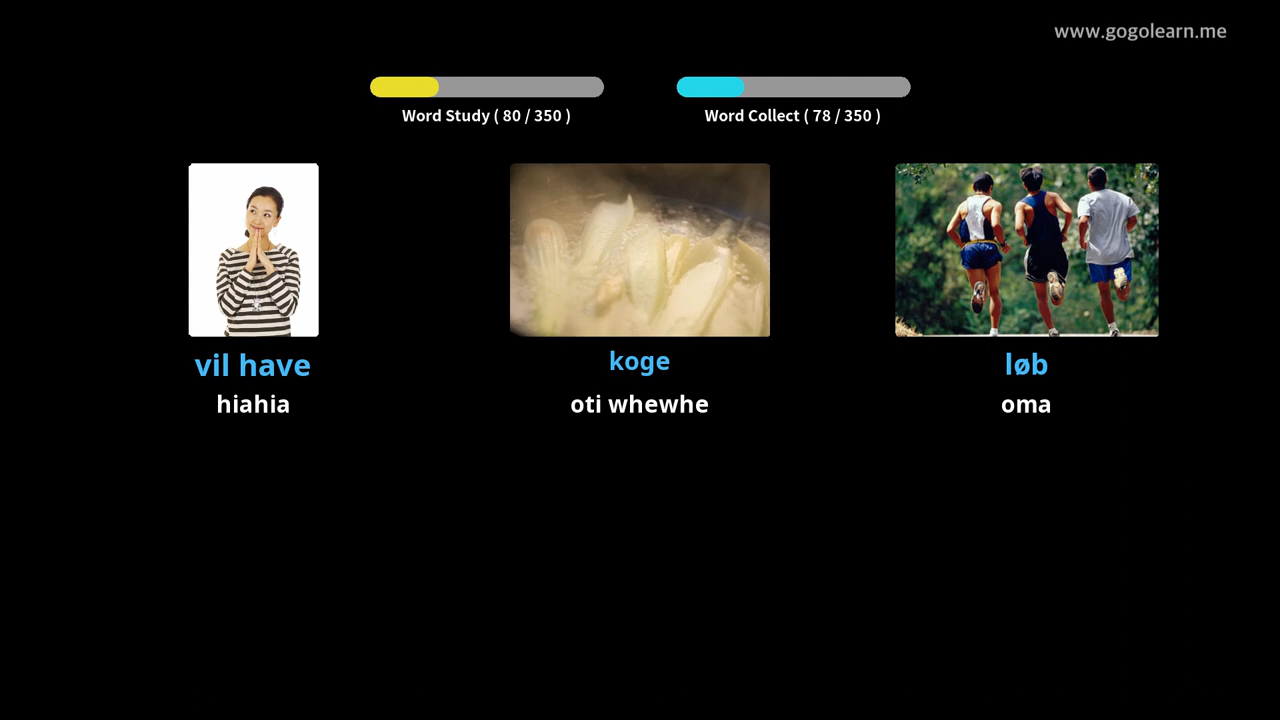 www.gogolearn.me
Word Study ( 80 / 350 )
Word Collect ( 78 / 350 )
vil have
koge
løb
hiahia
oti whewhe
oma